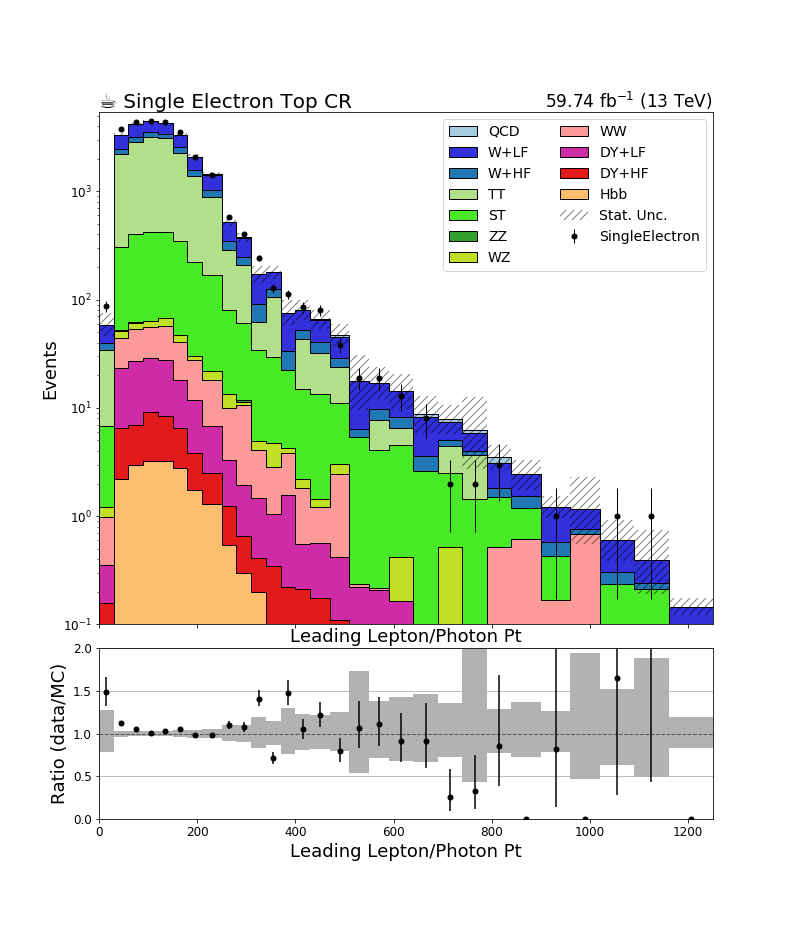 ☕ Single Electron Top CR 59.74 fb⁻¹ (13 TeV)
QCD WW
W+LF DY+LF
W+HF DY+HF
TT Hbb
ST Stat. Unc.
ZZ SingleElectron
WZ
10³
10²
10¹
10⁰
10⁻¹
Events
Leading Lepton/Photon Pt
2.0
1.5
1.0
0.5
0.0
Ratio (data/MC)
0 200 400 600 800 1000 1200
Leading Lepton/Photon Pt